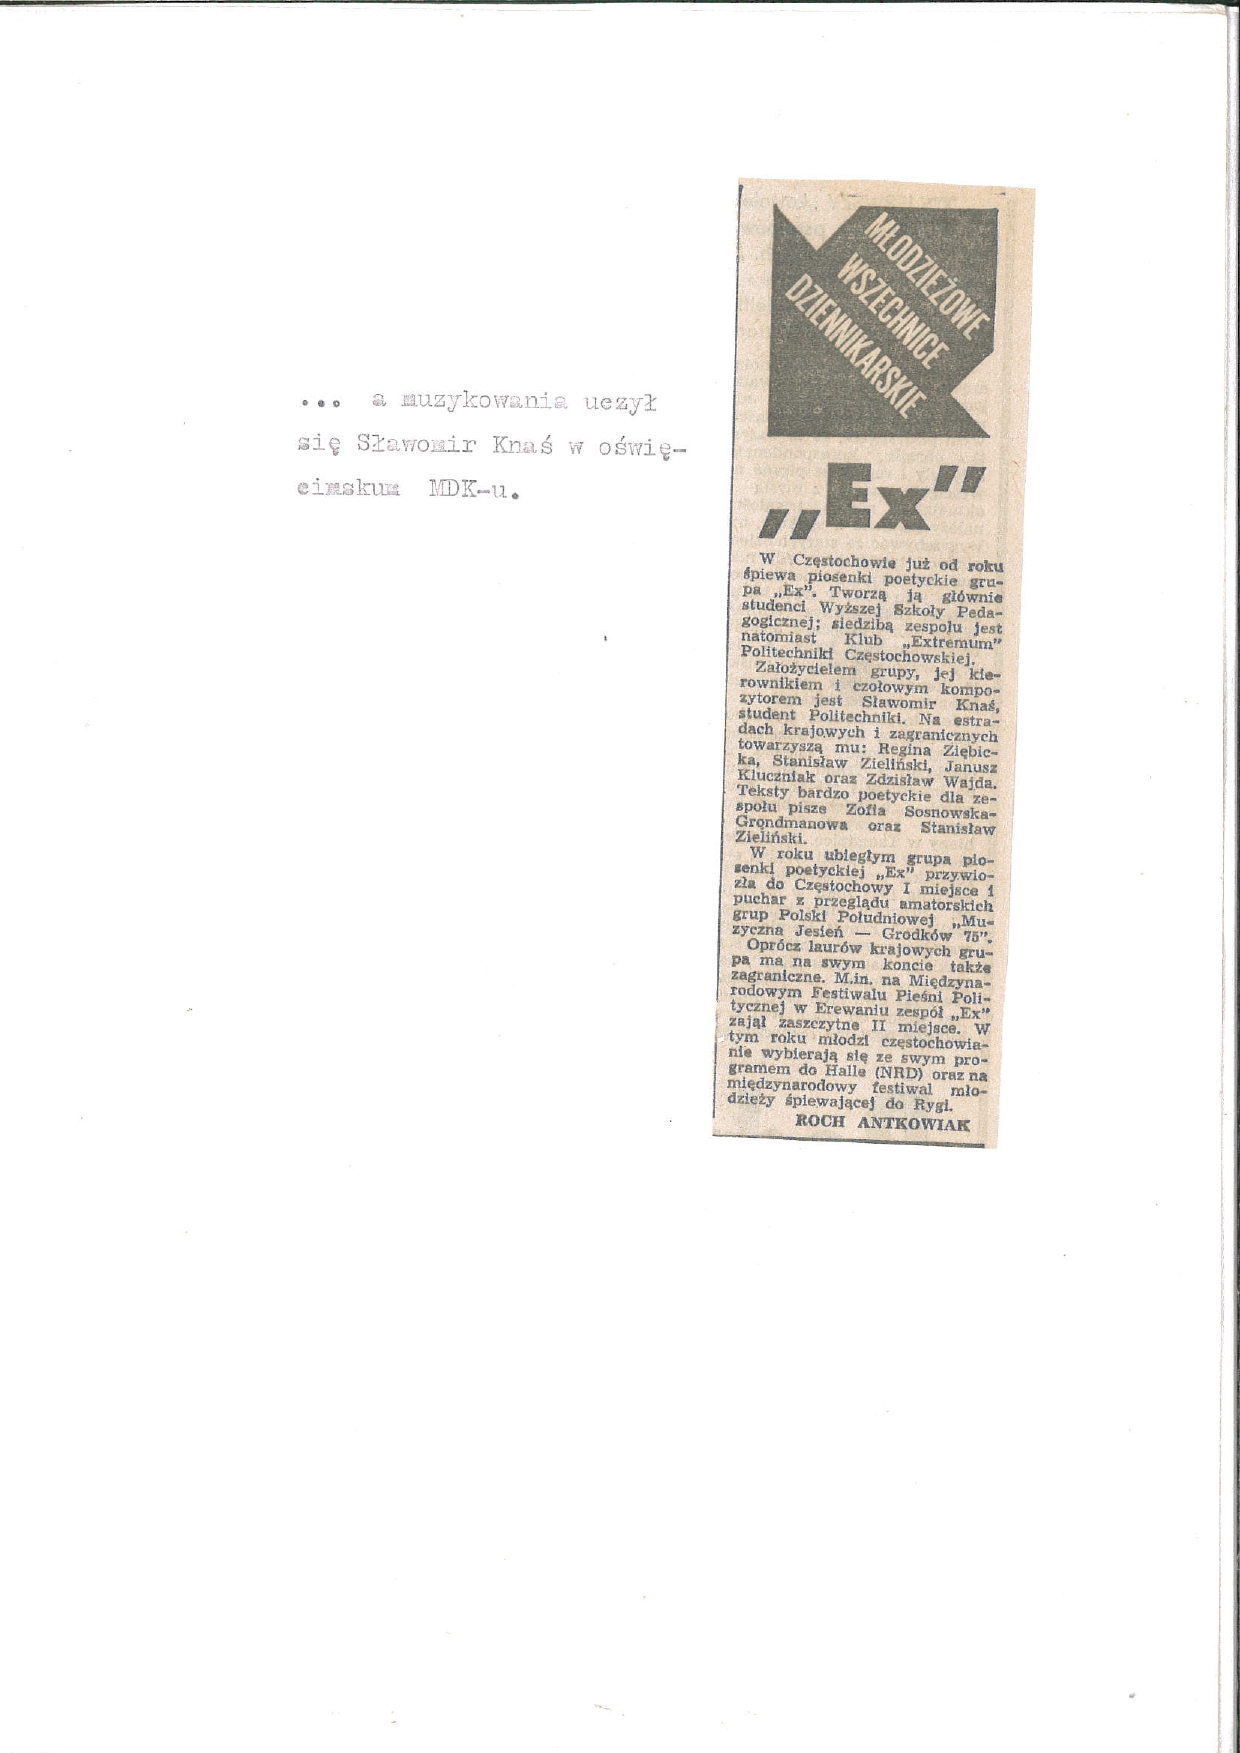 ... a muzykowania uczył
się Sławomir Knaś w oświę-
cimskum MDK-u.
MŁODZIEŻOWE
WSZECHNICE
DZIENNIKARSKIE
„Ex”
W Częstochowie już od roku
śpiewa piosenki poetyckie gru-
pa „Ex”. Tworzą ją głównie
studenci Wyższej Szkoły Peda-
gogicznej; siedzibą zespołu jest
natomiast Klub „Extremum”
Politechniki Częstochowskiej.
Założycielem grupy, jej kie-
rownikiem i czołowym kompo-
zytorem jest Sławomir Knaś,
student Politechniki. Na estra-
dach krajowych i zagranicznych
towarzyszą mu: Regina Ziębic-
ka, Stanisław Zieliński, Janusz
Kluczniak oraz Zdzisław Wajda.
Teksty bardzo poetyckie dla ze-
społu pisze Zofia Sosnowska-
Grondmanowa oraz Stanisław
Zieliński.
W roku ubiegłym grupa pio-
senki poetyckiej „Ex” przywio-
zła do Częstochowy I miejsce i
puchar z przeglądu amatorskich
grup Polski Południowej „Mu-
zyczna Jesień — Grodków 75”.
Oprócz laurów krajowych gru-
pa ma na swym koncie także
zagraniczne. M.in. na Międzyna-
rodowym Festiwalu Pieśni Poli-
tycznej w Erewaniu zespół „Ex”
zajął zaszczytne II miejsce. W
tym roku młodzi częstochowia-
nie wybierają się ze swym pro-
gramem do Halle (NRD) oraz na
międzynarodowy festiwal mło-
dzieży śpiewającej do Rygi.
ROCH ANTKOWIAK